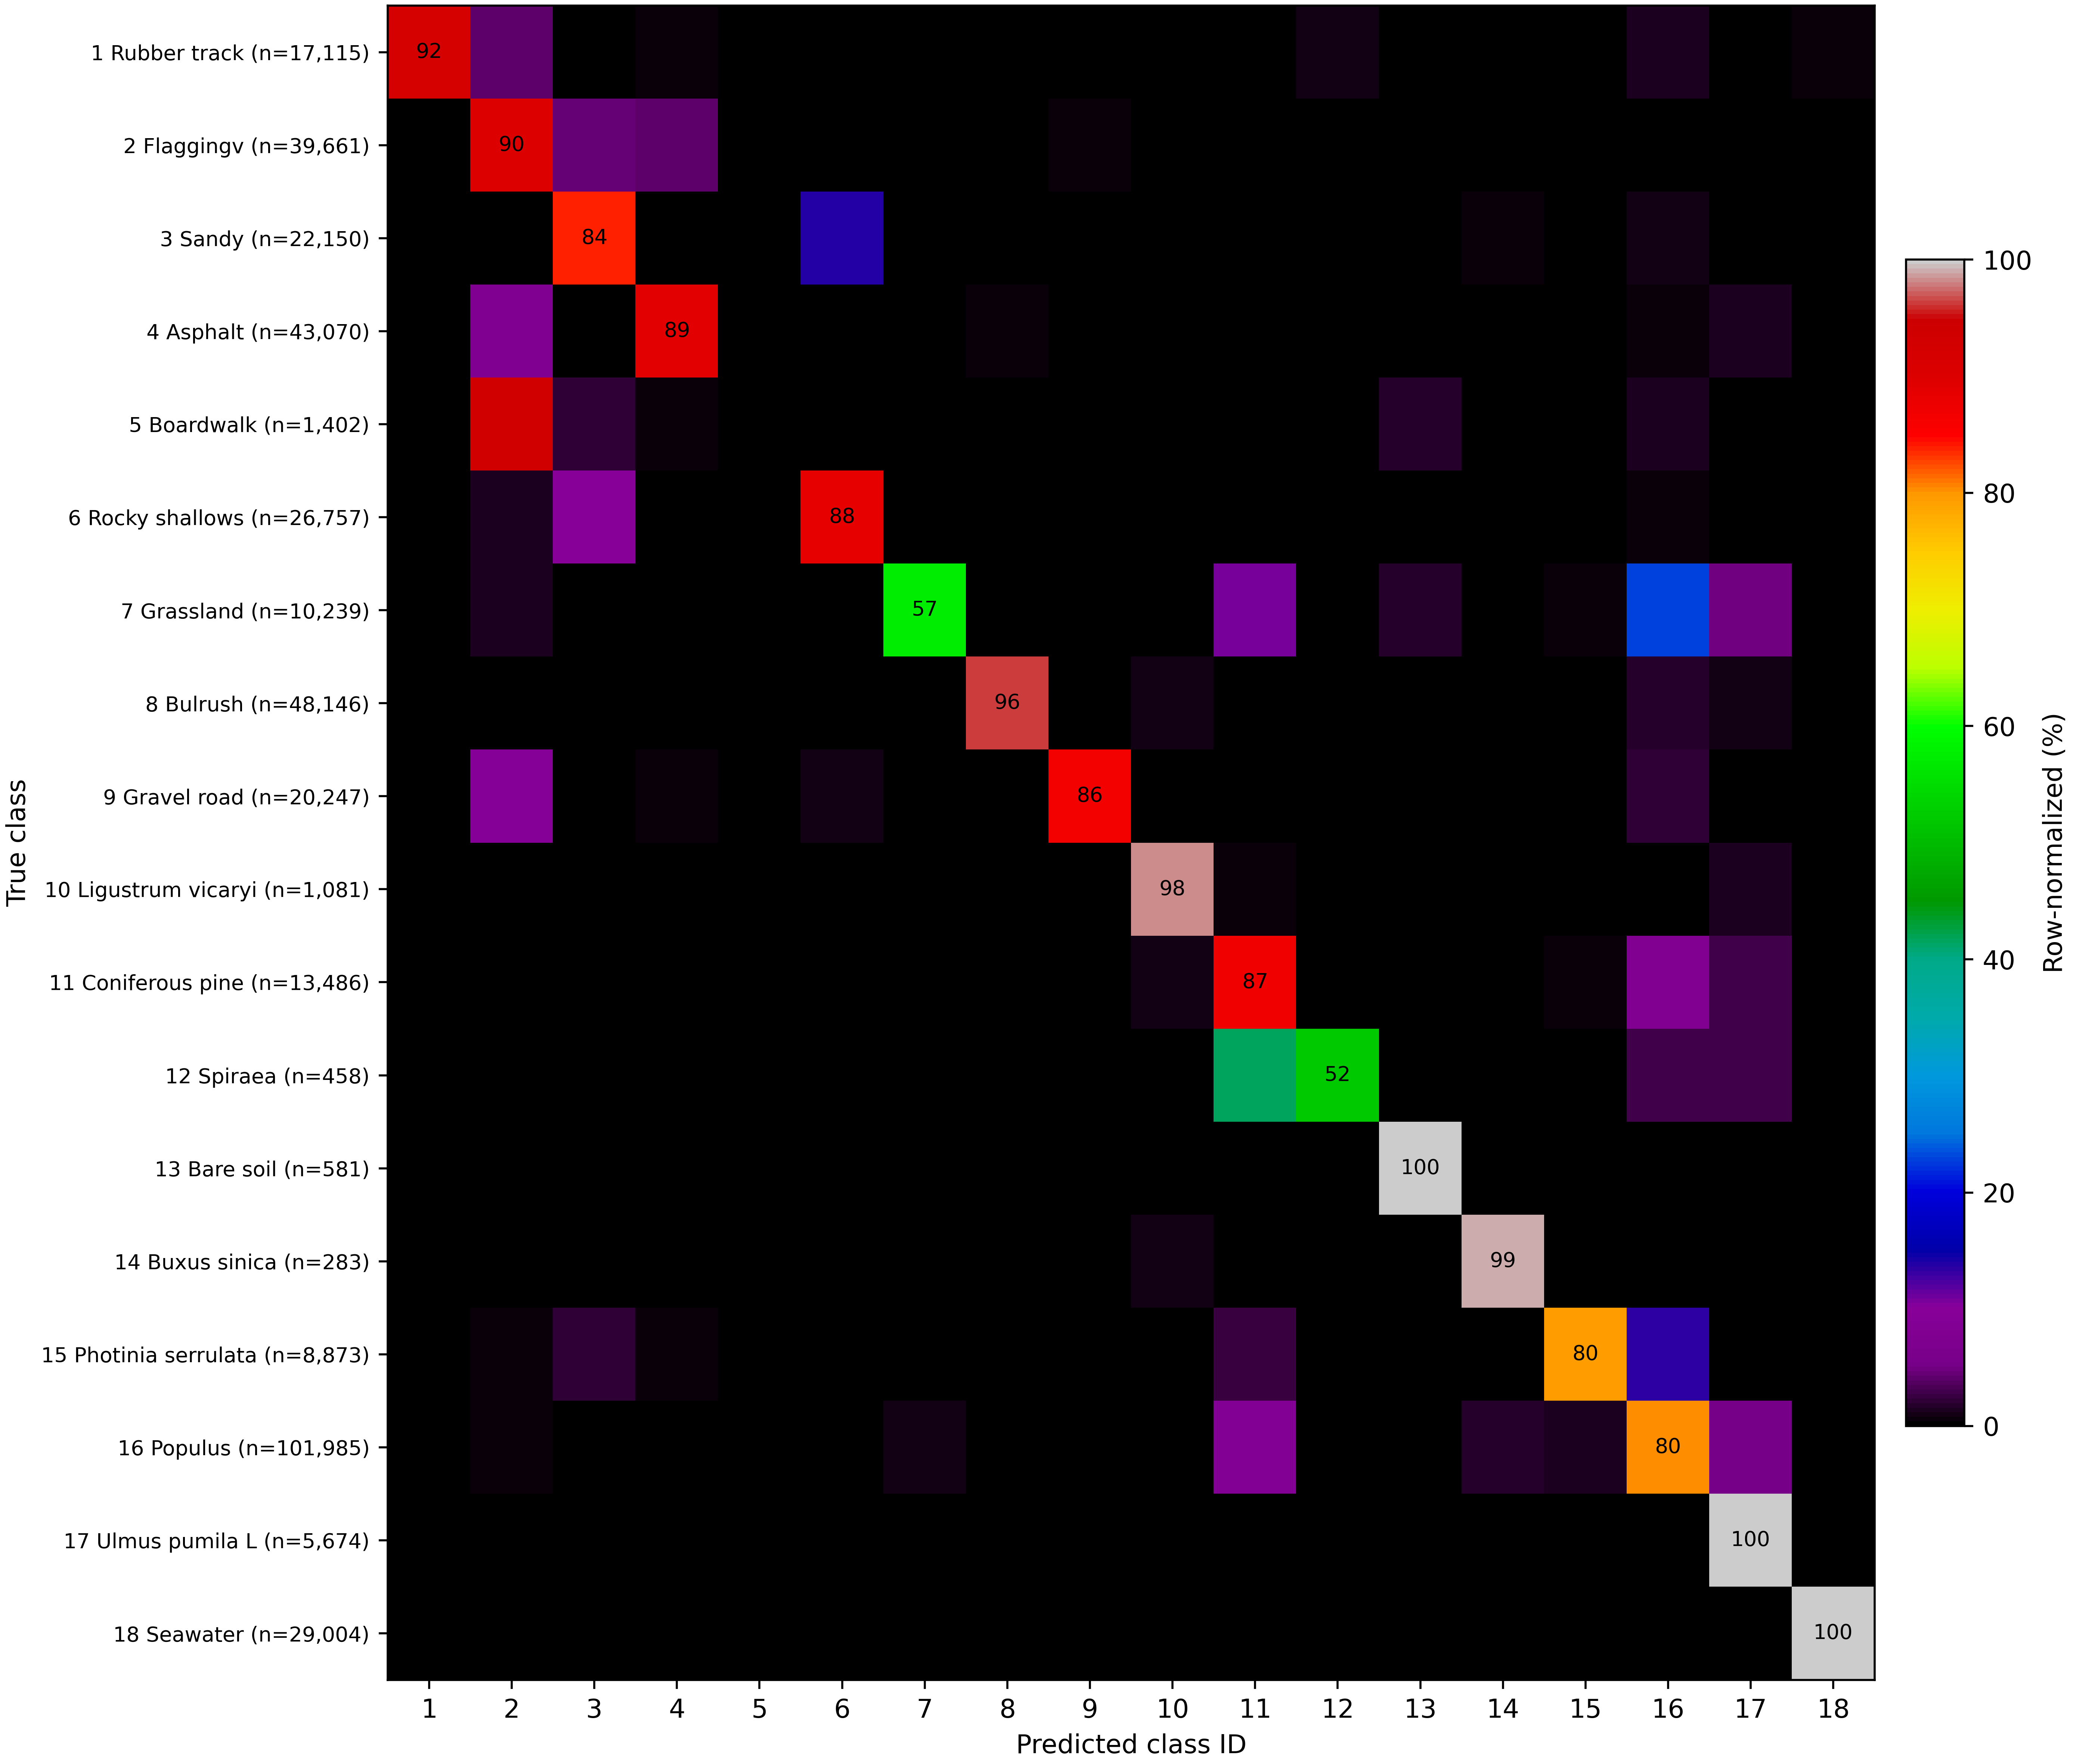 1 Rubber track (n=17,115)
92
2 Flaggingv (n=39,661)
90
3 Sandy (n=22,150)
84
4 Asphalt (n=43,070)
89
5 Boardwalk (n=1,402)
6 Rocky shallows (n=26,757)
88
7 Grassland (n=10,239)
57
8 Bulrush (n=48,146)
96
9 Gravel road (n=20,247)
86
10 Ligustrum vicaryi (n=1,081)
98
11 Coniferous pine (n=13,486)
87
12 Spiraea (n=458)
52
13 Bare soil (n=581)
100
14 Buxus sinica (n=283)
99
15 Photinia serrulata (n=8,873)
80
16 Populus (n=101,985)
80
17 Ulmus pumila L (n=5,674)
100
18 Seawater (n=29,004)
100
True class
1 2 3 4 5 6 7 8 9 10 11 12 13 14 15 16 17 18
Predicted class ID
100
80
60
40
20
0
Row-normalized (%)